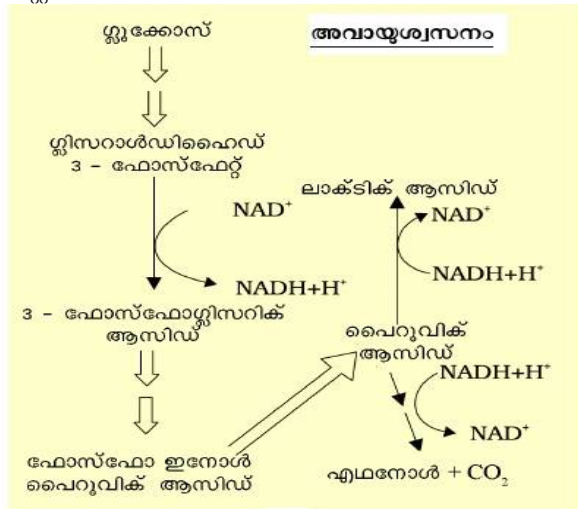 ഗ്ലൂക്കോസ്
അവായുശ്വസനം
ഗ്ലിസറാൾഡിഹൈഡ്
3 - ഫോസ്ഫേറ്റ്
ലാക്ടിക് ആസിഡ്
NAD⁺
NAD⁺
NADH+H⁺
NADH+H⁺
3 - ഫോസ്ഫോഗ്ലിസറിക്
ആസിഡ്
പൈറൂവിക്
ആസിഡ്
NADH+H⁺
NAD⁺
ഫോസ്ഫോ ഇനോൾ
പൈറൂവിക് ആസിഡ്
എഥനോൾ + CO₂